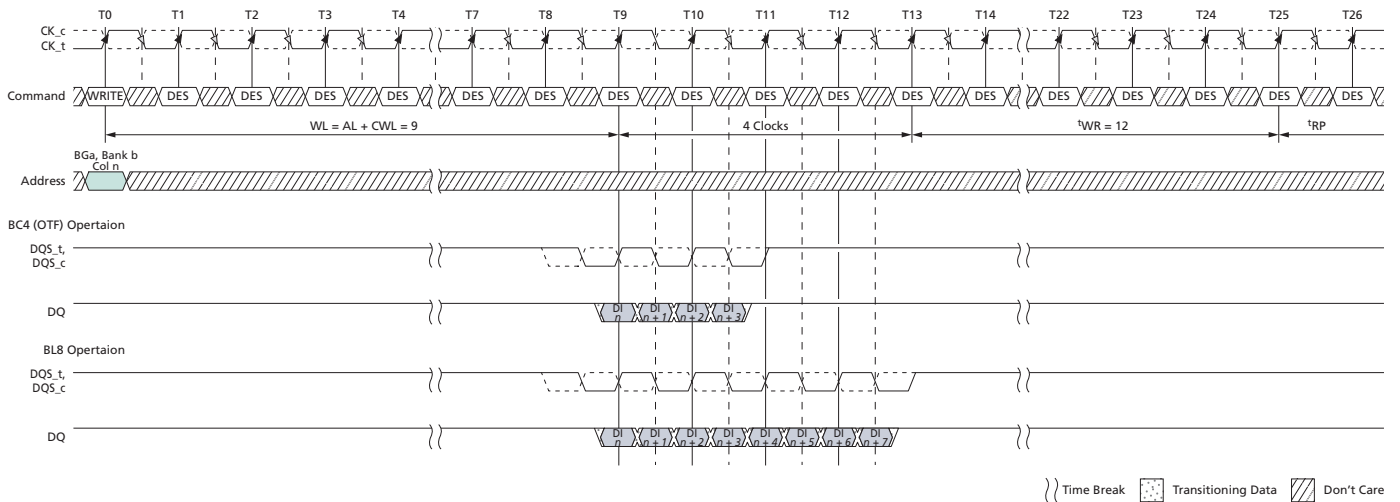 T0 T1 T2 T3 T4 T7 T8 T9 T10 T11 T12 T13 T14 T22 T23 T24 T25 T26
CK_c
CK_t
Command WRITE DES DES DES DES DES DES DES DES DES DES DES DES DES DES DES DES DES
WL = AL + CWL = 9 4 Clocks tWR = 12 tRP
BGa, Bank b
Col n
Address
BC4 (OTF) Opertaion
DQS_t,
DQS_c
DQ DI n DI n + 1 DI n + 2 DI n + 3
BL8 Opertaion
DQS_t,
DQS_c
DQ DI n DI n + 1 DI n + 2 DI n + 3 DI n + 4 DI n + 5 DI n + 6 DI n + 7
Time Break Transitioning Data Don't Care